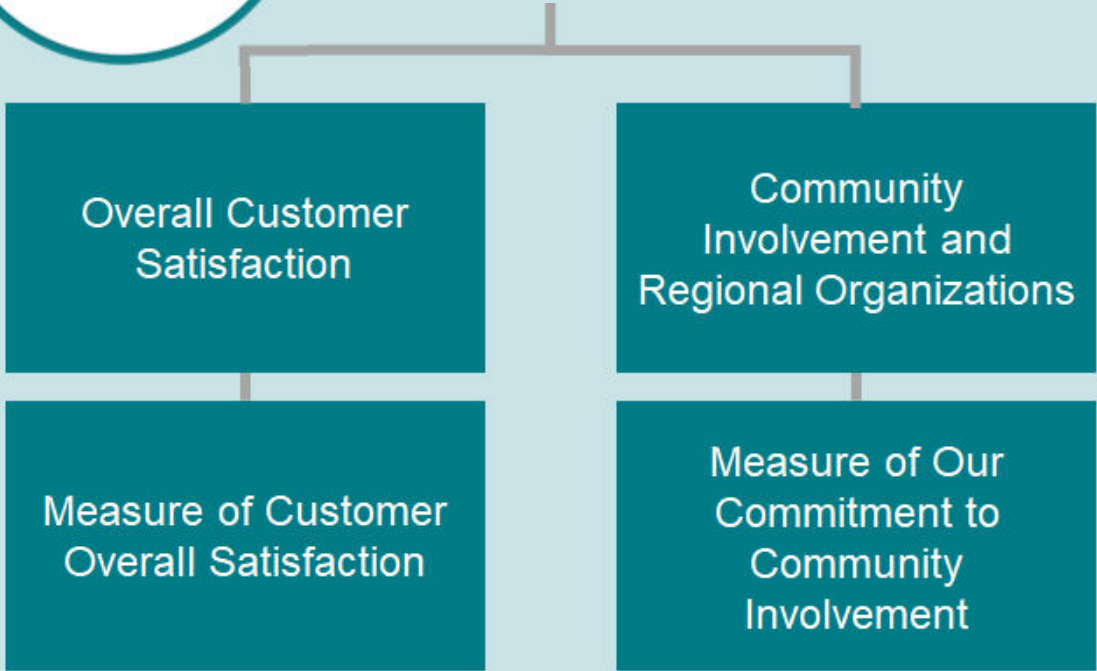 Overall Customer
Satisfaction
Community
Involvement and
Regional Organizations
Measure of Customer
Overall Satisfaction
Measure of Our
Commitment to
Community
Involvement